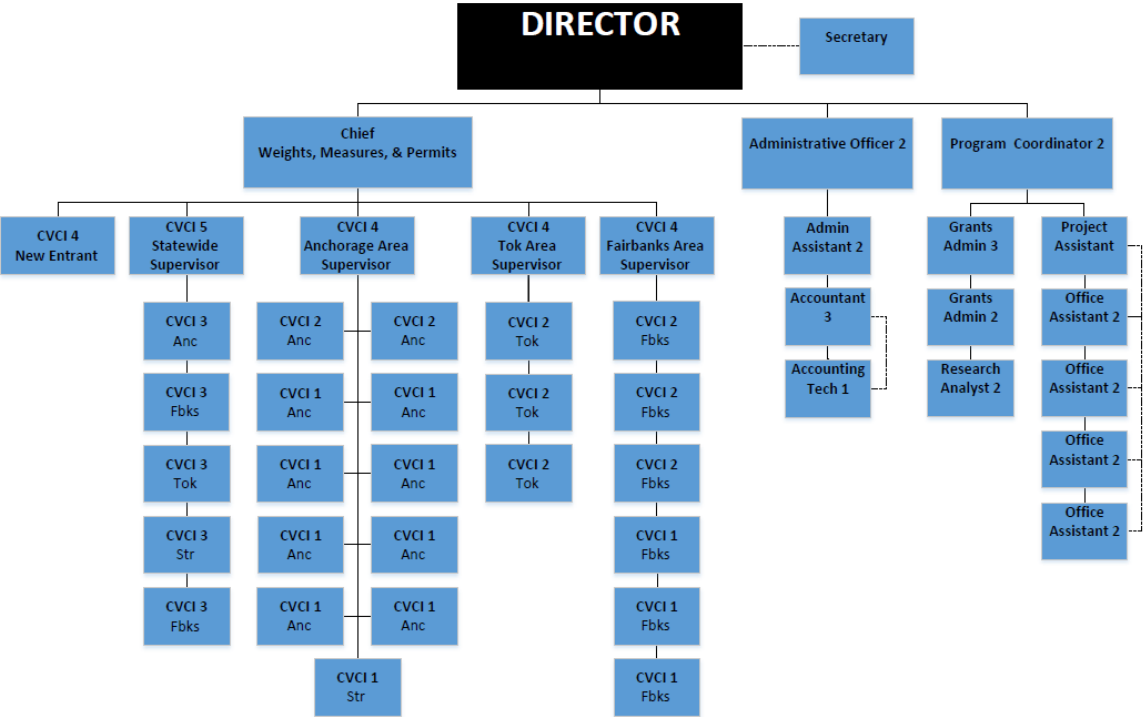 DIRECTOR
Secretary
Chief
Weights, Measures, & Permits
Administrative Officer 2
Program Coordinator 2
CVCI 4
New Entrant
CVCI 5
Statewide
Supervisor
CVCI 4
Anchorage Area
Supervisor
CVCI 4
Tok Area
Supervisor
CVCI 4
Fairbanks Area
Supervisor
Admin
Assistant 2
Grants
Admin 3
Project
Assistant
CVCI 3
Anc
CVCI 2
Anc
CVCI 2
Anc
CVCI 2
Tok
CVCI 2
Fbks
Accountant
3
Grants
Admin 2
Office
Assistant 2
CVCI 3
Fbks
CVCI 1
Anc
CVCI 1
Anc
CVCI 2
Tok
CVCI 2
Fbks
Accounting
Tech 1
Research
Analyst 2
Office
Assistant 2
CVCI 3
Tok
CVCI 1
Anc
CVCI 1
Anc
CVCI 2
Tok
CVCI 2
Fbks
Office
Assistant 2
CVCI 3
Str
CVCI 1
Anc
CVCI 1
Anc
CVCI 1
Fbks
Office
Assistant 2
CVCI 3
Fbks
CVCI 1
Anc
CVCI 1
Anc
CVCI 1
Fbks
CVCI 1
Str
CVCI 1
Fbks